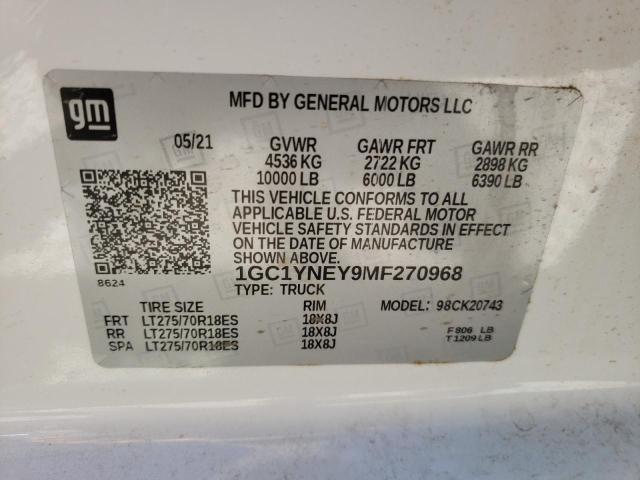 gm
MFD BY GENERAL MOTORS LLC
05/21 GVWR GAWR FRT GAWR RR
4536 KG 2722 KG 2898 KG
10000 LB 6000 LB 6390 LB
THIS VEHICLE CONFORMS TO ALL
APPLICABLE U.S. FEDERAL MOTOR
VEHICLE SAFETY STANDARDS IN EFFECT
ON THE DATE OF MANUFACTURE
SHOWN ABOVE.
8624 1GC1YNEY9MF270968
TYPE: TRUCK
TIRE SIZE RIM MODEL: 98CK20743
FRT LT275/70R18ES 18X8J
RR LT275/70R18ES 18X8J F 806 LB
SPA LT275/70R18ES 18X8J T 1209 LB